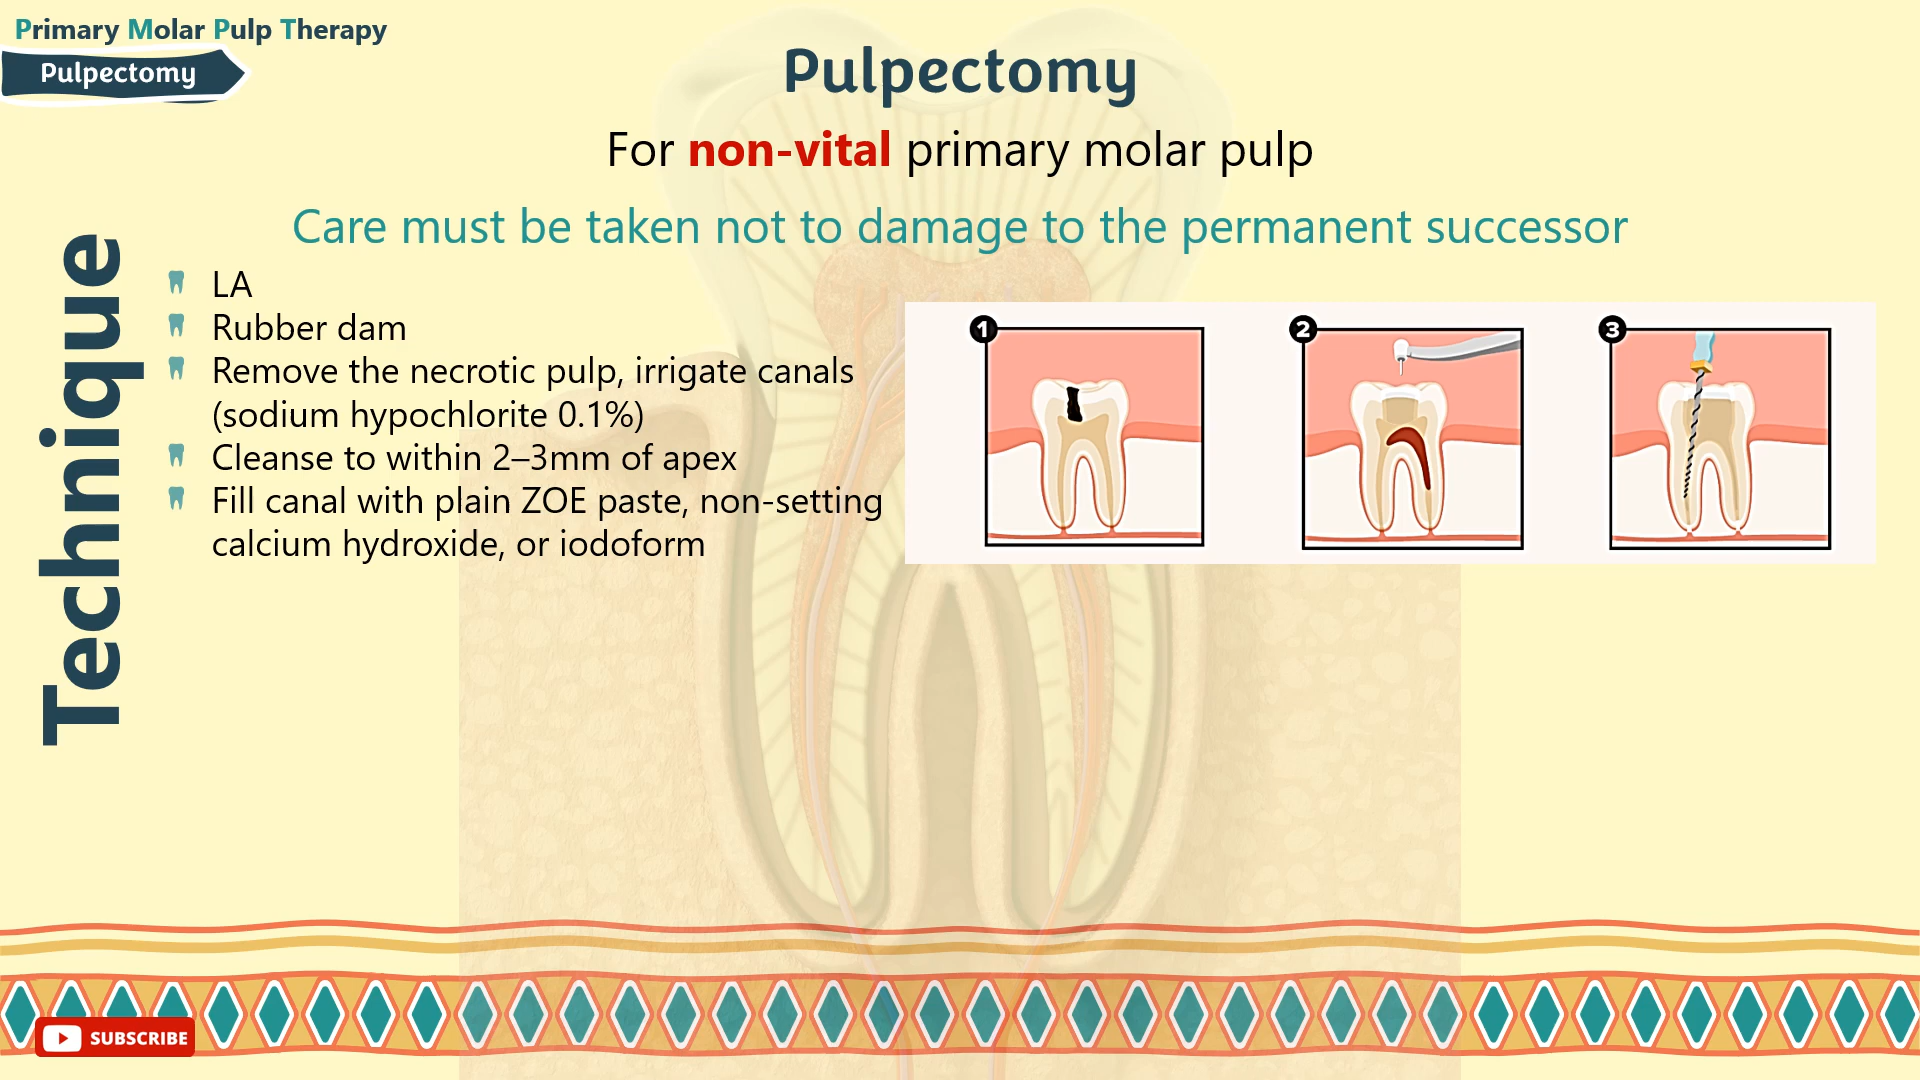 Primary Molar Pulp Therapy
Pulpectomy
Pulpectomy
For non-vital primary molar pulp
Care must be taken not to damage to the permanent successor
Technique
LA
Rubber dam
Remove the necrotic pulp, irrigate canals
(sodium hypochlorite 0.1%)
Cleanse to within 2–3mm of apex
Fill canal with plain ZOE paste, non-setting
calcium hydroxide, or iodoform
1
2
3
SUBSCRIBE